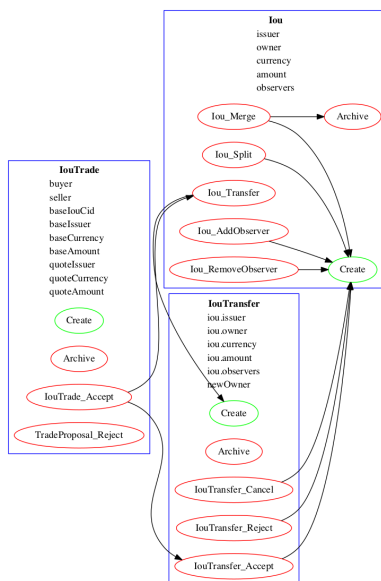 Iou
issuer
owner
currency
amount
observers
Iou_Merge
Archive
Iou_Split
Iou_Transfer
Iou_AddObserver
Iou_RemoveObserver
Create
IouTrade
buyer
seller
baseIouCid
baseIssuer
baseCurrency
baseAmount
quoteIssuer
quoteCurrency
quoteAmount
Create
Archive
IouTrade_Accept
TradeProposal_Reject
IouTransfer
iou.issuer
iou.owner
iou.currency
iou.amount
iou.observers
newOwner
Create
Archive
IouTransfer_Cancel
IouTransfer_Reject
IouTransfer_Accept